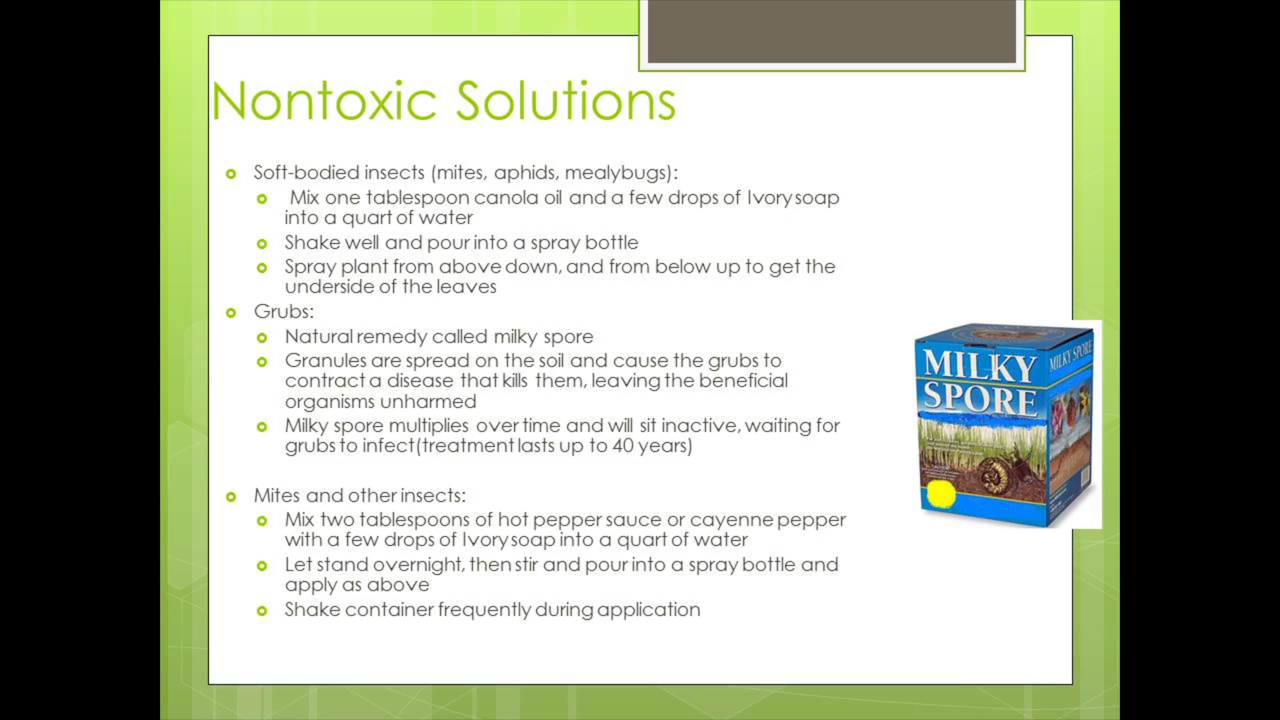 Nontoxic Solutions
Soft-bodied insects (mites, aphids, mealybugs):
Mix one tablespoon canola oil and a few drops of Ivory soap
into a quart of water
Shake well and pour into a spray bottle
Spray plant from above down, and from below up to get the
underside of the leaves
Grubs:
Natural remedy called milky spore
Granules are spread on the soil and cause the grubs to
contract a disease that kills them, leaving the beneficial
organisms unharmed
Milky spore multiplies over time and will sit inactive, waiting for
grubs to infect(treatment lasts up to 40 years)
Mites and other insects:
Mix two tablespoons of hot pepper sauce or cayenne pepper
with a few drops of Ivory soap into a quart of water
Let stand overnight, then stir and pour into a spray bottle and
apply as above
Shake container frequently during application
MILKY
SPORE
MILKY SPORE